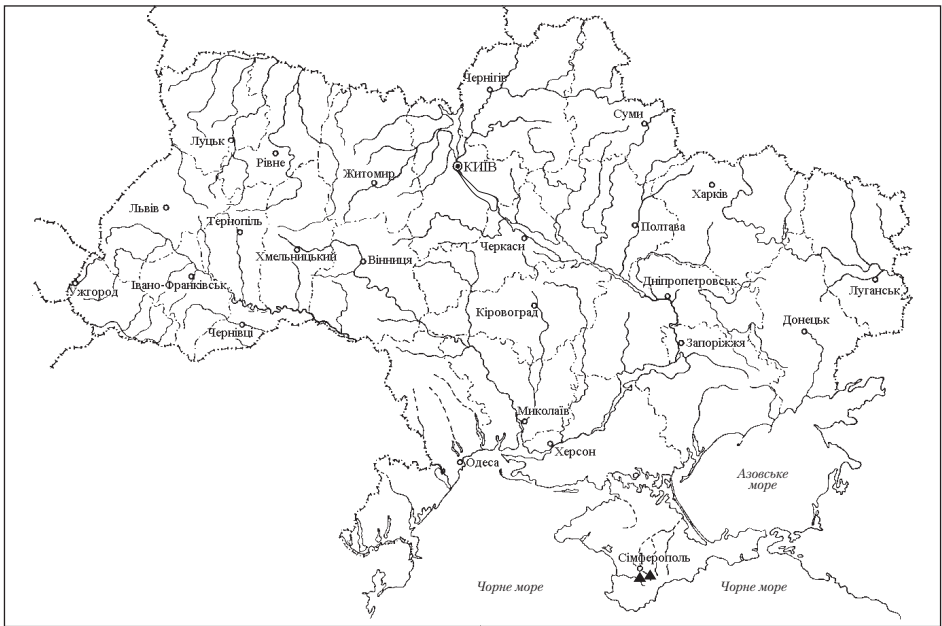 Чернігів
Суми
Луцьк
Рівне
Житомир
КИЇВ
Харків
Львів
Тернопіль
Полтава
Черкаси
Хмельницький
Вінниця
Ужгород
Івано-Франківськ
Дніпропетровськ
Луганськ
Кіровоград
Донецьк
Чернівці
Запоріжжя
Миколаїв
Херсон
Одеса
Азовське
море
Сімферополь
Чорне море
Чорне море